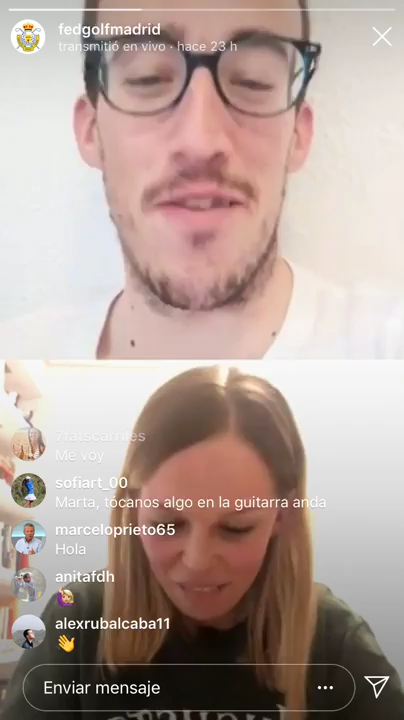 fedgolfmadrid
transmitió en vivo · hace 23 h
Me voy
sofiart_00
Marta, tócanos algo en la guitarra anda
marceloprieto65
Hola
anitafdh
🙋🏼‍♀️
alexrubalcaba11
👋
Enviar mensaje